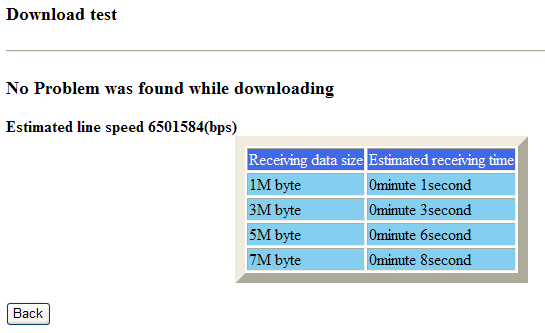 Download test
No Problem was found while downloading
Estimated line speed 6501584(bps)
Receiving data size Estimated receiving time
1M byte 0minute 1second
3M byte 0minute 3second
5M byte 0minute 6second
7M byte 0minute 8second
Back